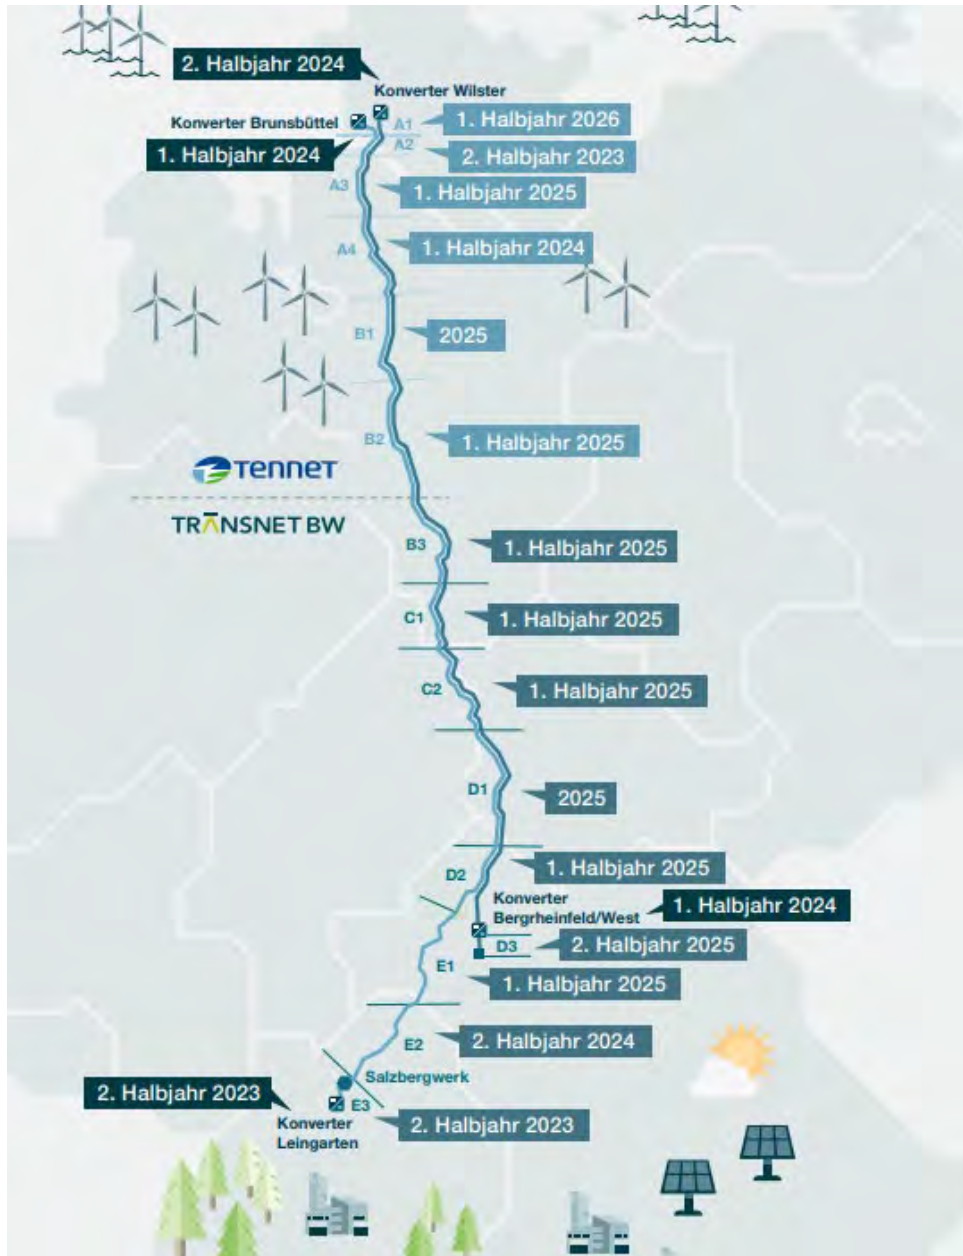 2. Halbjahr 2024
Konverter Wilster
Konverter Brunsbüttel
A1
1. Halbjahr 2026
1. Halbjahr 2024
A2
2. Halbjahr 2023
A3
1. Halbjahr 2025
A4
1. Halbjahr 2024
B1
2025
B2
1. Halbjahr 2025
TENNET
TRANSNET BW
B3
1. Halbjahr 2025
C1
1. Halbjahr 2025
C2
1. Halbjahr 2025
D1
2025
D2
1. Halbjahr 2025
Konverter
Bergrheinfeld/West
1. Halbjahr 2024
D3
2. Halbjahr 2025
E1
1. Halbjahr 2025
E2
2. Halbjahr 2024
Salzbergwerk
2. Halbjahr 2023
E3
Konverter
Leingarten
2. Halbjahr 2023